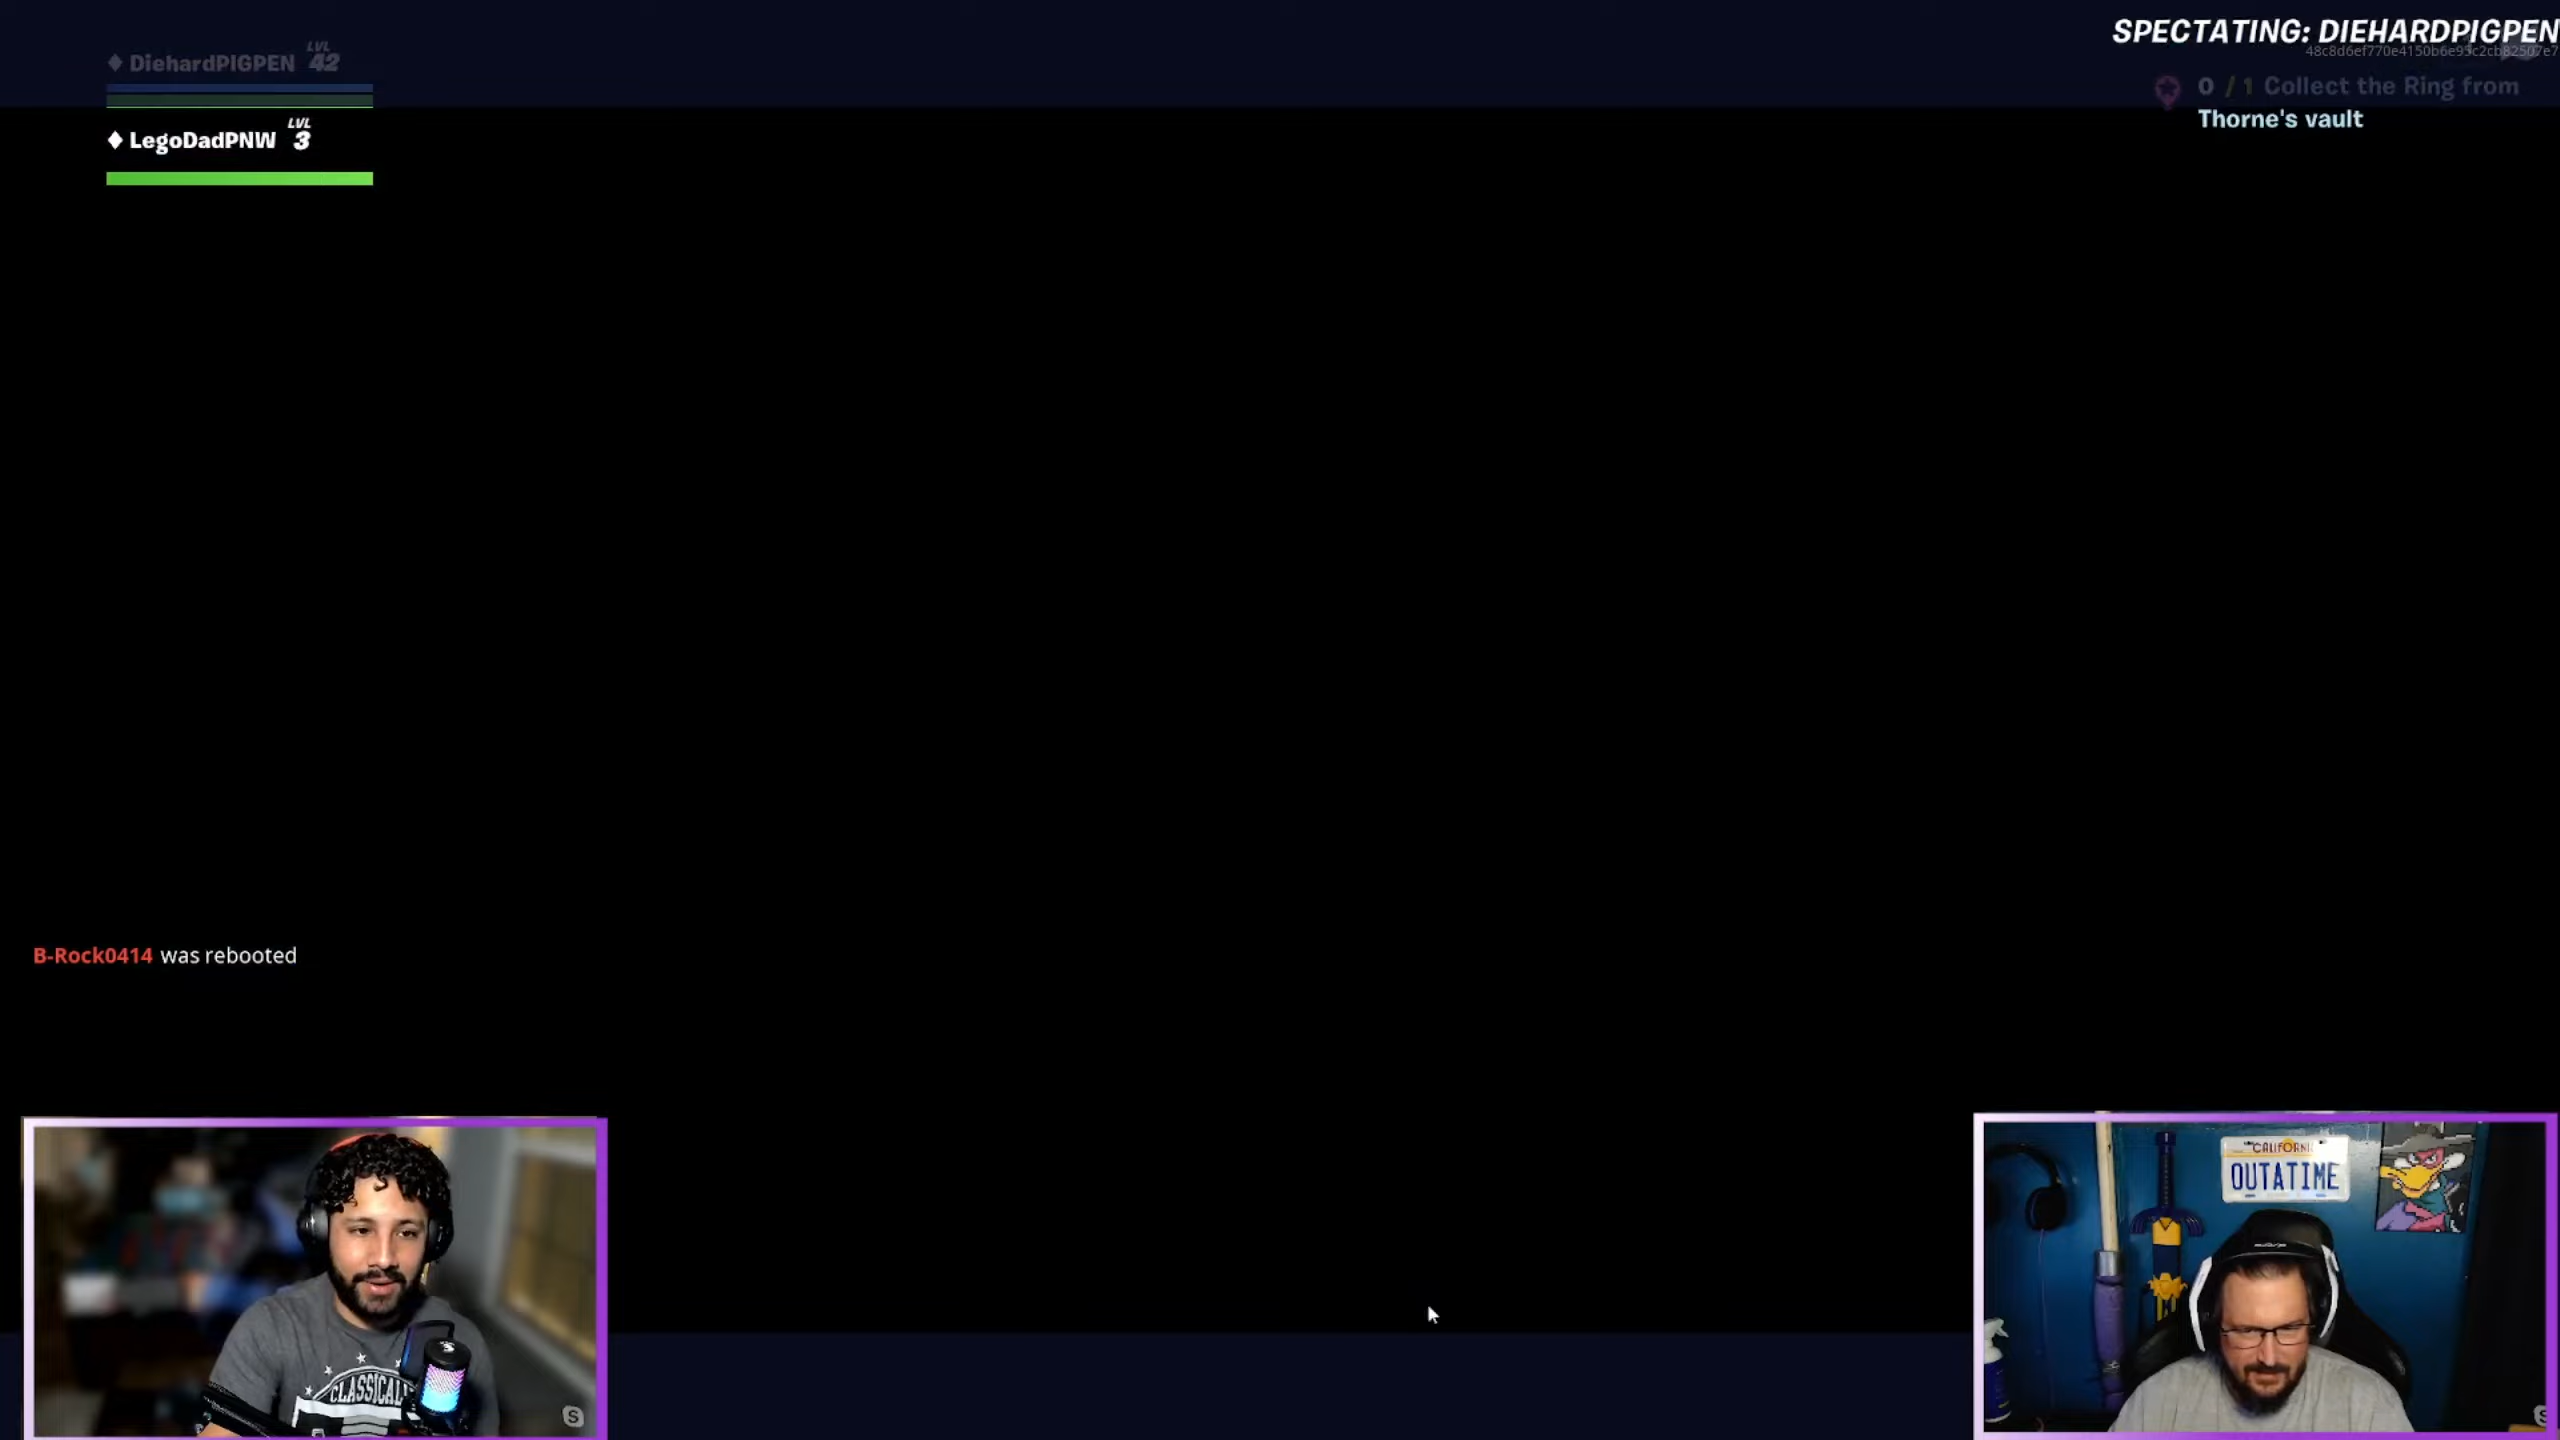 SPECTATING: DIEHARDPIGPEN
DiehardPIGPEN LVL 42
0 / 1 Collect the Ring from
Thorne's vault
LegoDadPNW LVL 3
B-Rock0414 was rebooted
CLASSICAL
CALIFORNIA
OUTATIME